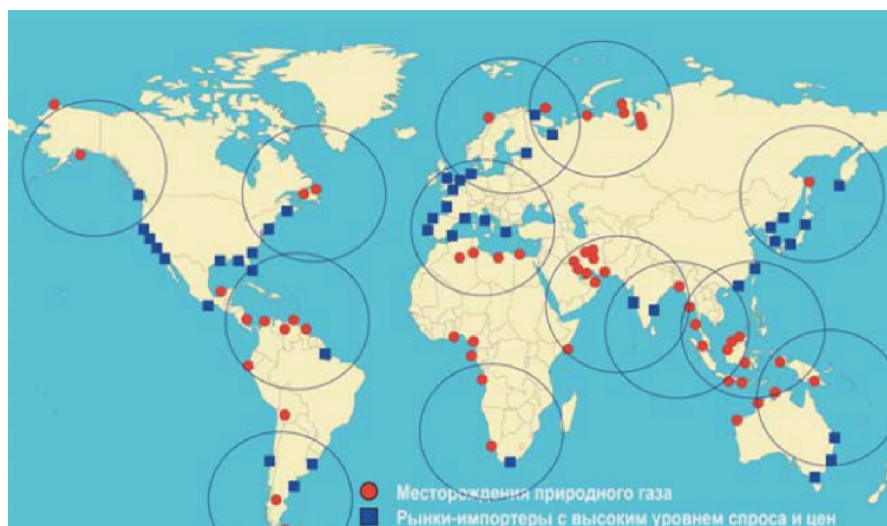 Месторождения природного газа
Рынки-импортеры с высоким уровнем спроса и цен